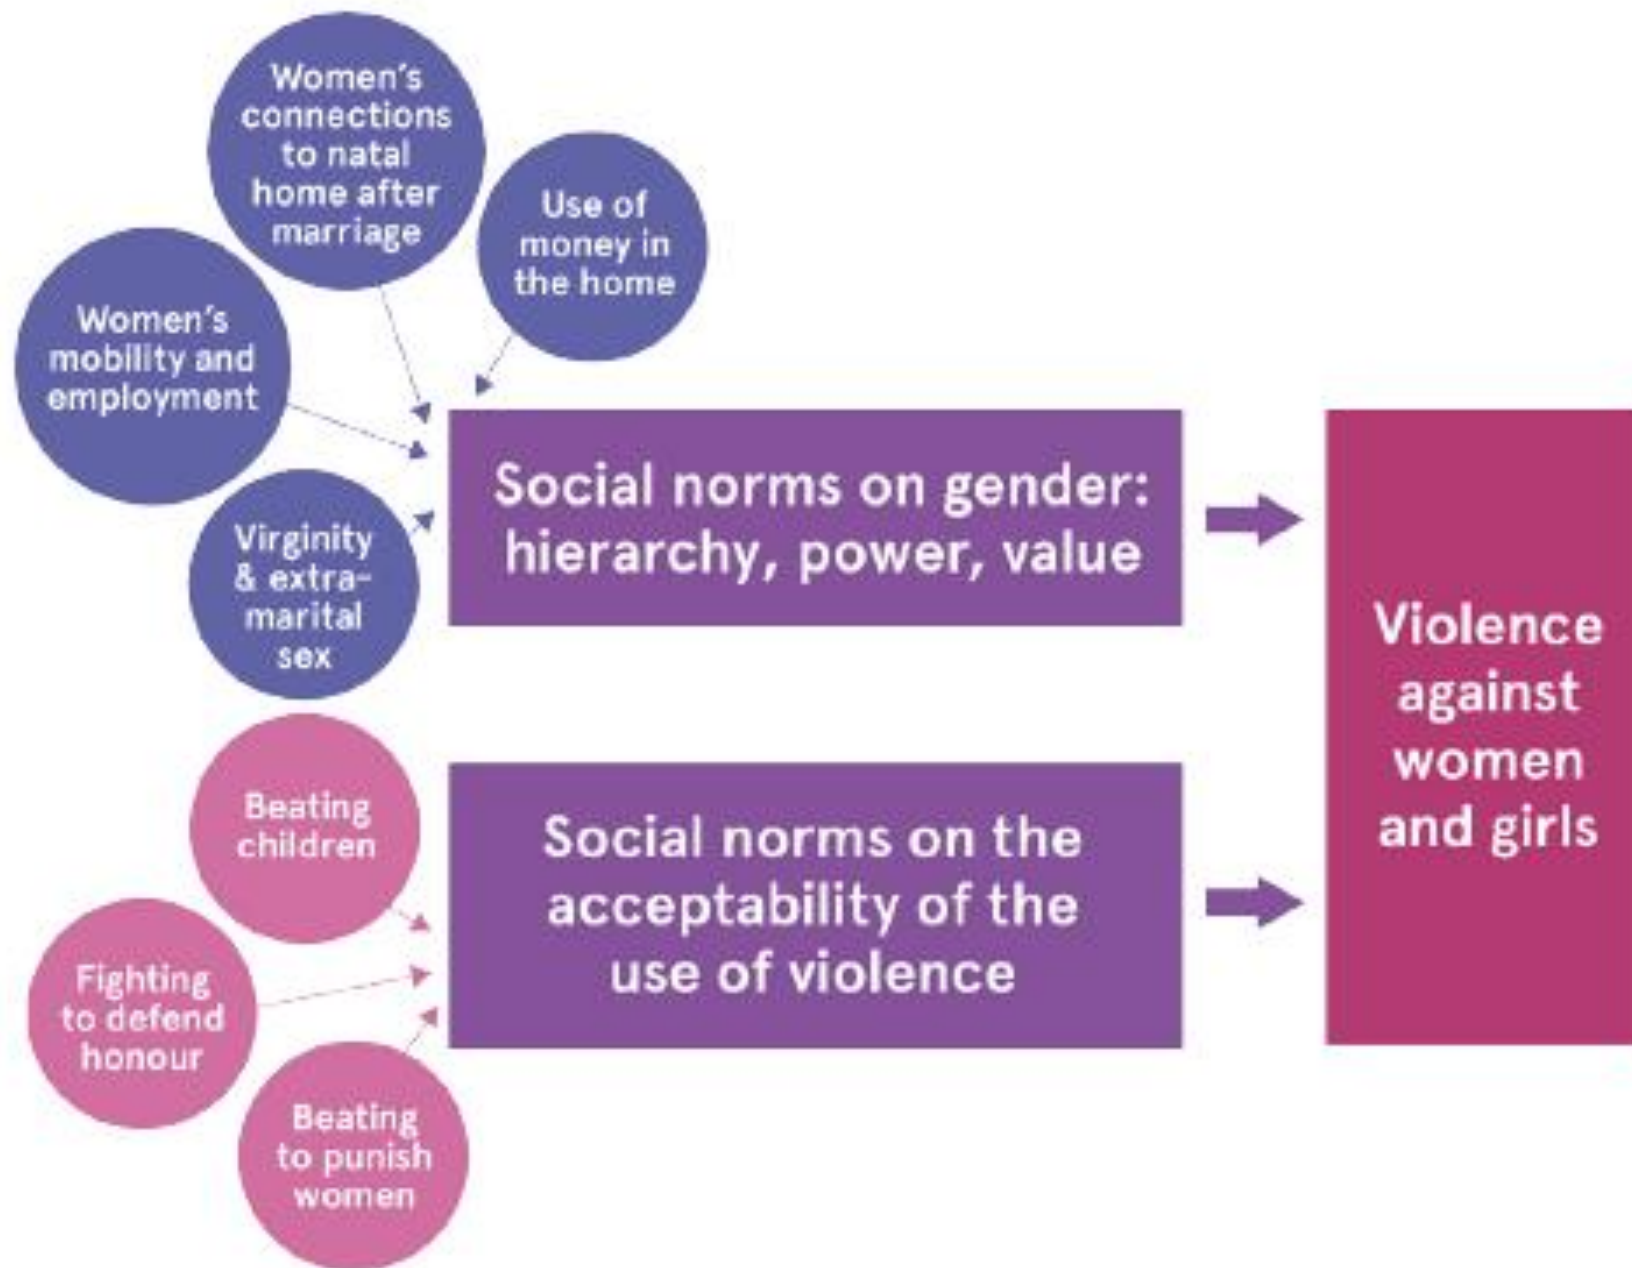 Women's
connections
to natal
home after
marriage
Use of
money in
the home
Women's
mobility and
employment
Virginity
& extra-
marital
sex
Social norms on gender:
hierarchy, power, value
Beating
children
Fighting
to defend
honour
Beating
to punish
women
Social norms on the
acceptability of the
use of violence
Violence
against
women
and girls